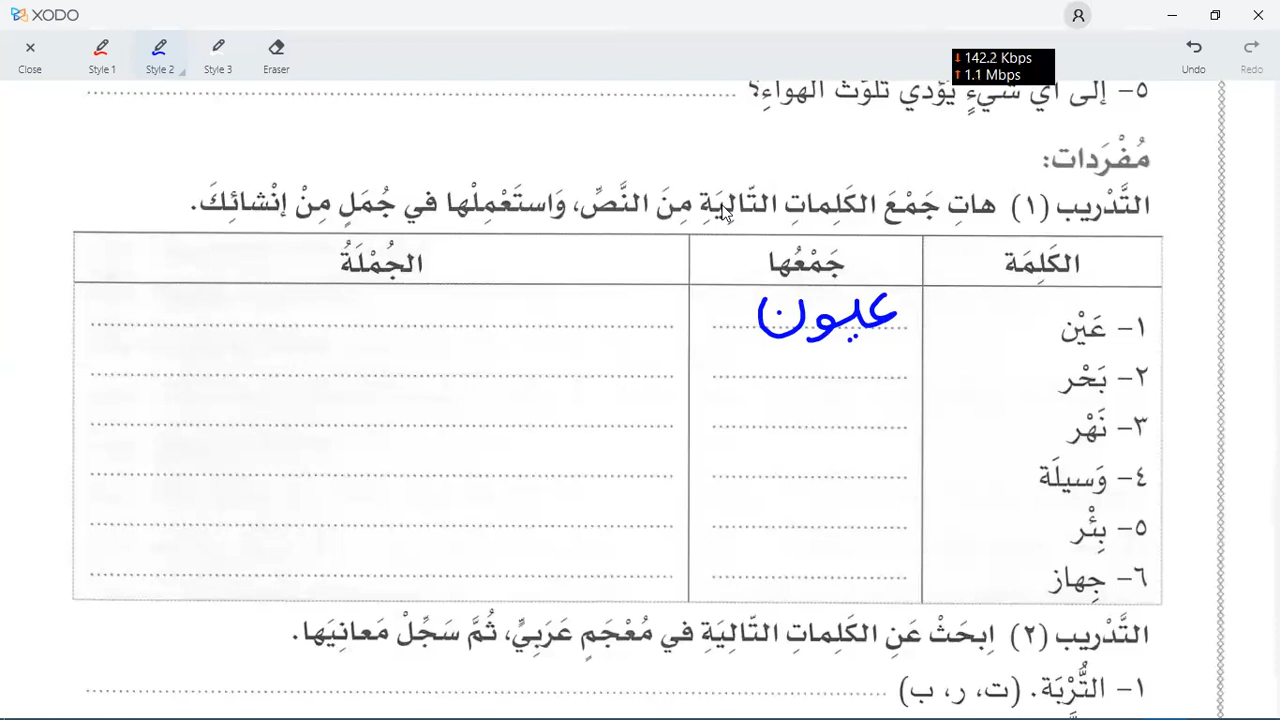 XODO
Close Style 1 Style 2 Style 3 Eraser
142.2 Kbps
1.1 Mbps
Undo Redo
٥- إلى أي شيءٍ يؤدي تلوث الهواءِ؟
مُفْرَدات:
التَّدْريب (١) هاتِ جَمْعَ الكَلِماتِ التّالِيَةِ مِنَ النَّصِّ، وَاستَعْمِلْها في جُمَلٍ مِنْ إنْشائِكَ.
الكَلِمَة جَمْعُها الجُمْلَةُ
١- عَيْن عيون
٢- بَحْر
٣- نَهْر
٤- وَسيلَة
٥- بِئْر
٦- جِهاز
التَّدْريب (٢) اِبحَثْ عَنِ الكَلِماتِ التّالِيَةِ في مُعْجَمٍ عَرَبِيٍّ، ثُمَّ سَجِّلْ مَعانِيَها.
١- التُّرْبَة. (ت، ر، ب)